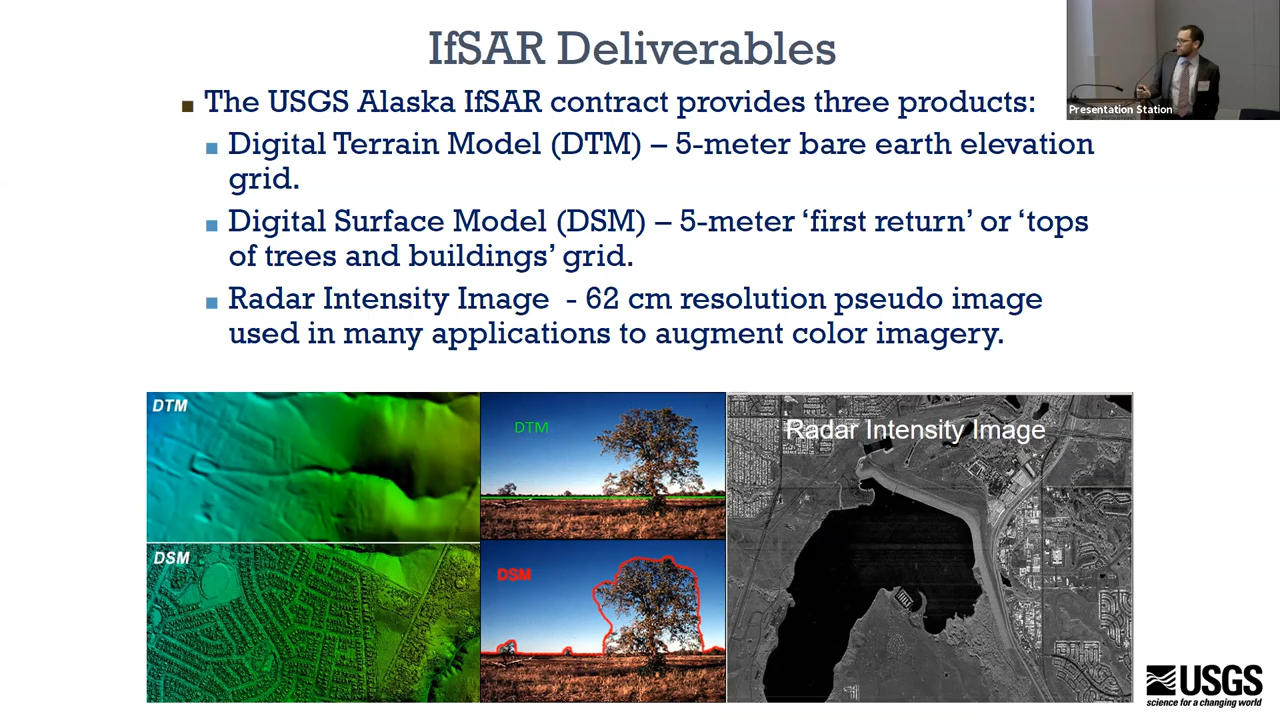 IfSAR Deliverables
The USGS Alaska IfSAR contract provides three products:
Digital Terrain Model (DTM) – 5-meter bare earth elevation
grid.
Digital Surface Model (DSM) – 5-meter ‘first return’ or ‘tops
of trees and buildings’ grid.
Radar Intensity Image - 62 cm resolution pseudo image
used in many applications to augment color imagery.
Presentation Station
DTM
DTM
Radar Intensity Image
DSM
DSM
USGS
science for a changing world